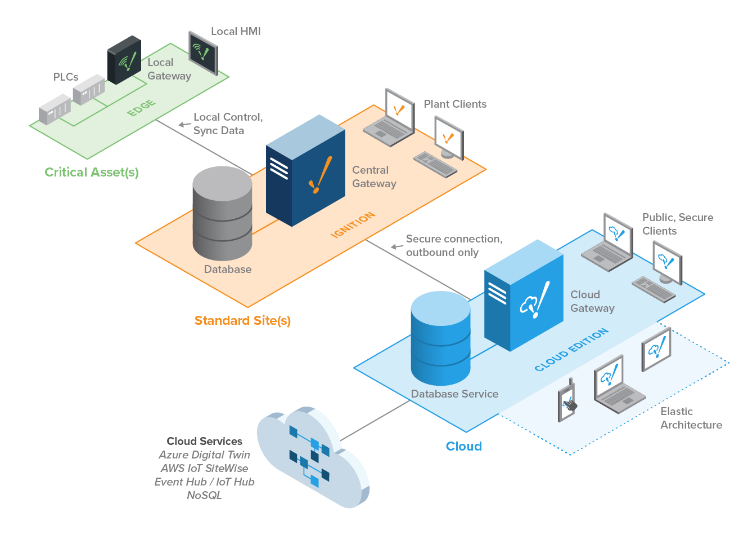 Local HMI
Local
Gateway
PLCs
EDGE
Local Control,
Sync Data
Critical Asset(s)
Plant Clients
Central
Gateway
IGNITION
Database
Standard Site(s)
Secure connection,
outbound only
Public, Secure
Clients
Cloud
Gateway
CLOUD EDITION
Database Service
Elastic
Architecture
Cloud
Cloud Services
Azure Digital Twin
AWS IoT SiteWise
Event Hub / IoT Hub
NoSQL